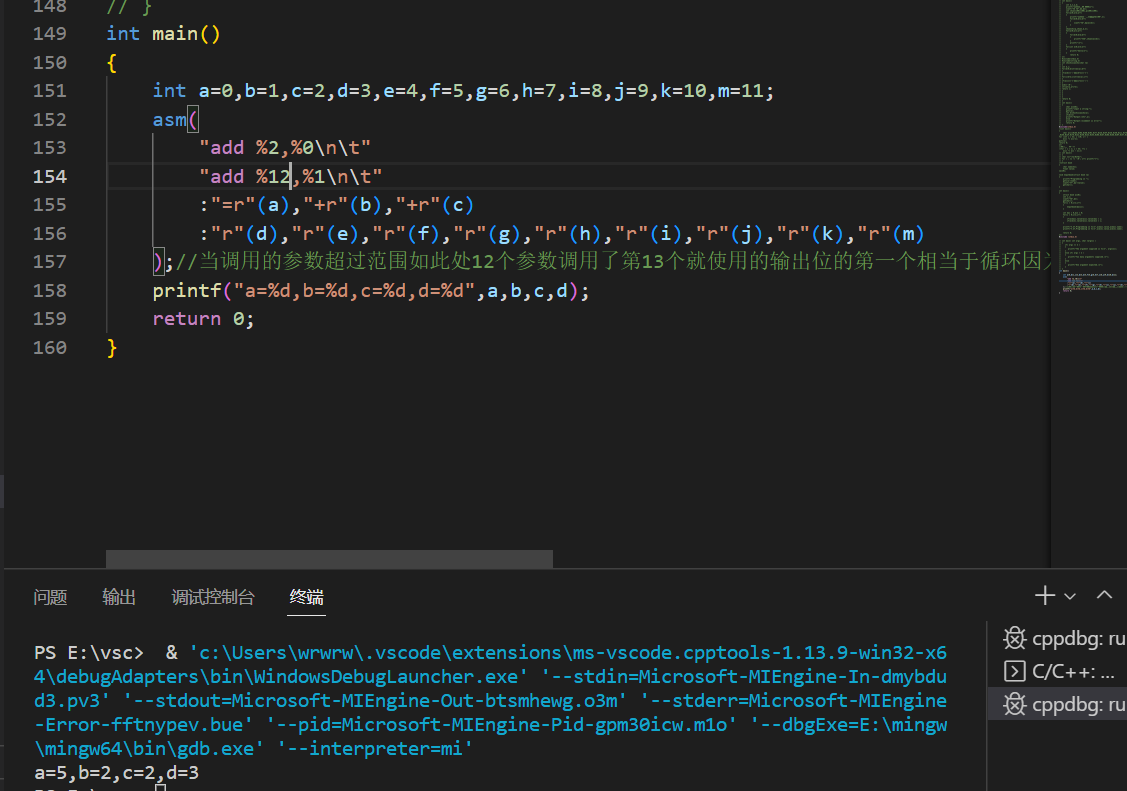 148 // }
149 int main()
150 {
151 int a=0,b=1,c=2,d=3,e=4,f=5,g=6,h=7,i=8,j=9,k=10,m=11;
152 asm(
153 "add %2,%0\n\t"
154 "add %12,%1\n\t"
155 :"=r"(a),"+r"(b),"+r"(c)
156 :"r"(d),"r"(e),"r"(f),"r"(g),"r"(h),"r"(i),"r"(j),"r"(k),"r"(m)
157 );//当调用的参数超过范围如此处12个参数调用了第13个就使用的输出位的第一个相当于循环因
158 printf("a=%d,b=%d,c=%d,d=%d",a,b,c,d);
159 return 0;
160 }
问题 输出 调试控制台 终端
PS E:\vsc> & 'c:\Users\wrwrw\.vscode\extensions\ms-vscode.cpptools-1.13.9-win32-x6
4\debugAdapters\bin\WindowsDebugLauncher.exe' '--stdin=Microsoft-MIEngine-In-dmybdu
d3.pv3' '--stdout=Microsoft-MIEngine-Out-btsmhewg.o3m' '--stderr=Microsoft-MIEngine
-Error-fftnypev.bue' '--pid=Microsoft-MIEngine-Pid-gpm30icw.m1o' '--dbgExe=E:\mingw
\mingw64\bin\gdb.exe' '--interpreter=mi'
a=5,b=2,c=2,d=3
cppdbg: ru
C/C++: ...
cppdbg: ru